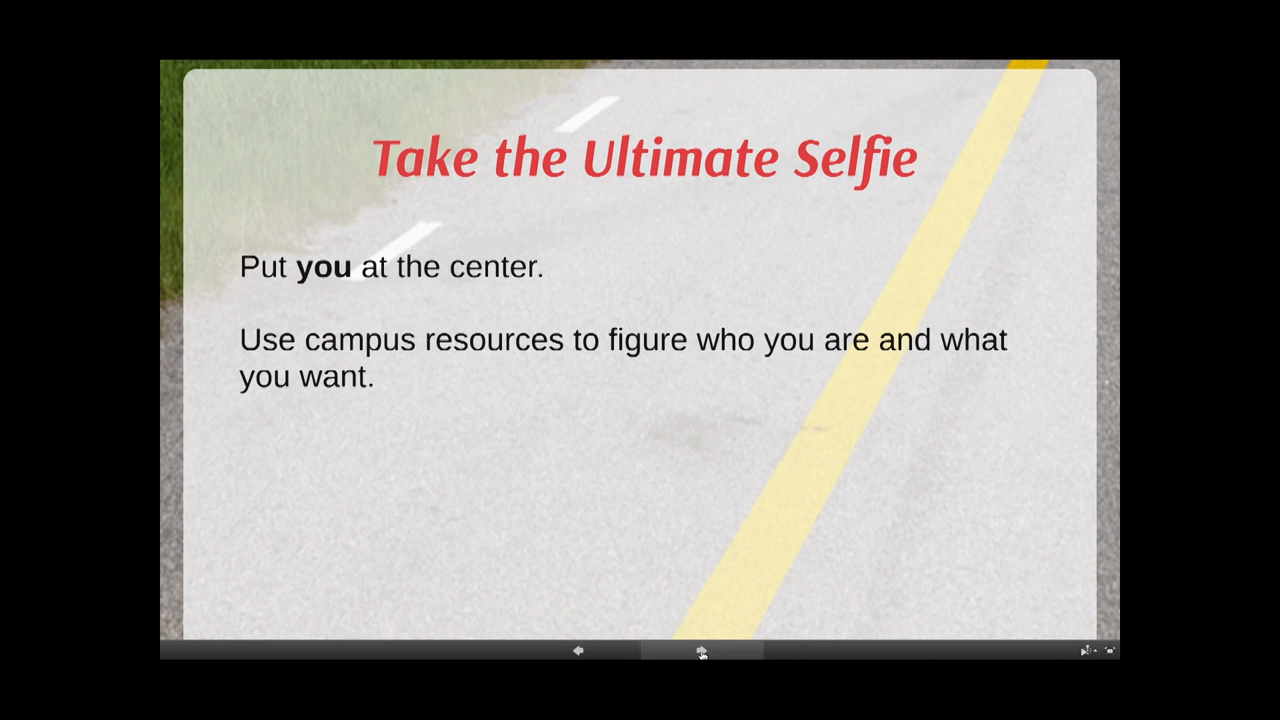 Take the Ultimate Selfie
Put you at the center.
Use campus resources to figure who you are and what
you want.